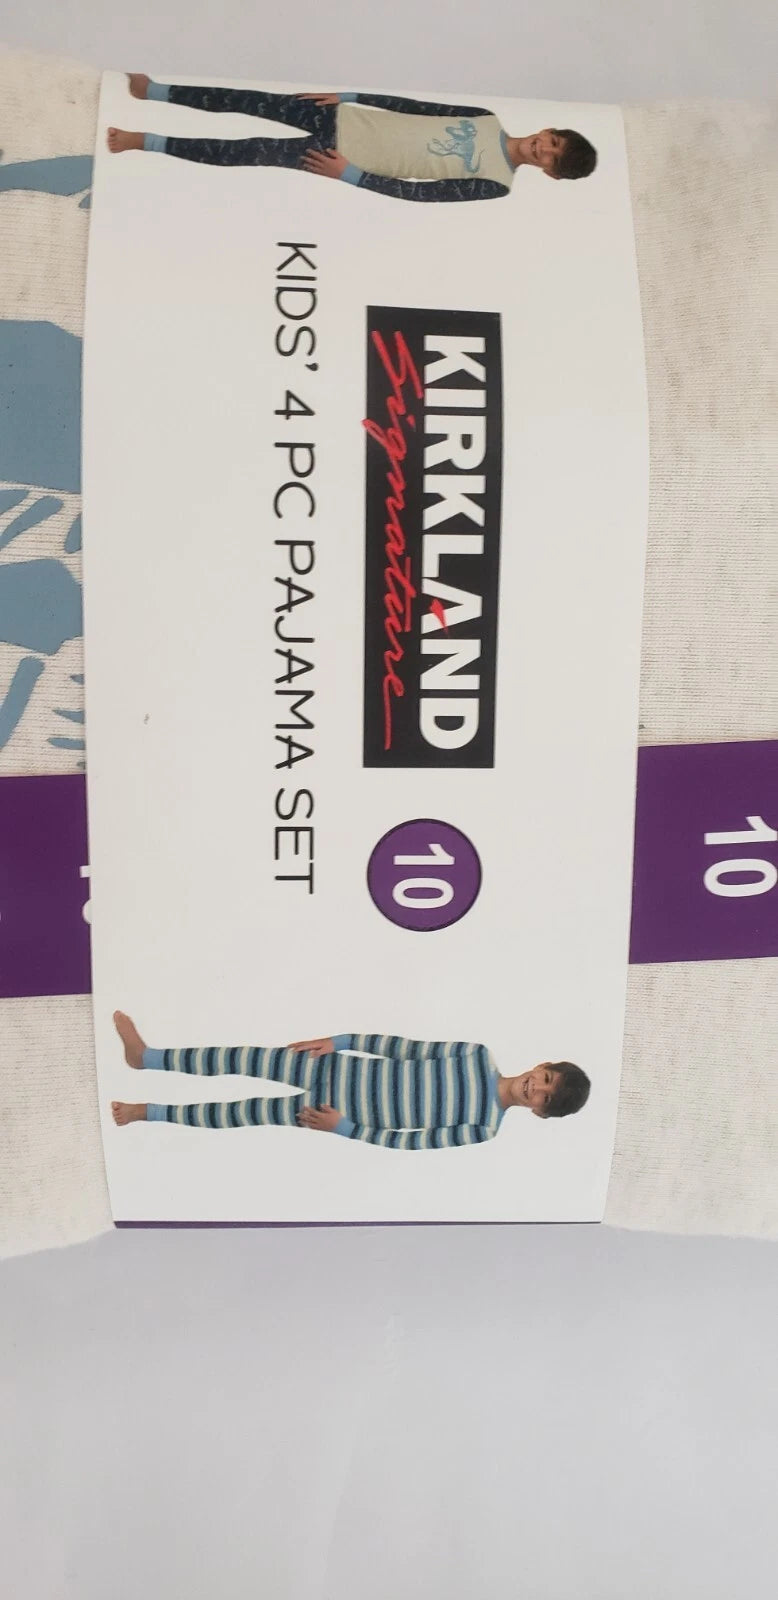 KIRKLAND
Signature
10
KIDS' 4 PC PAJAMA SET
10